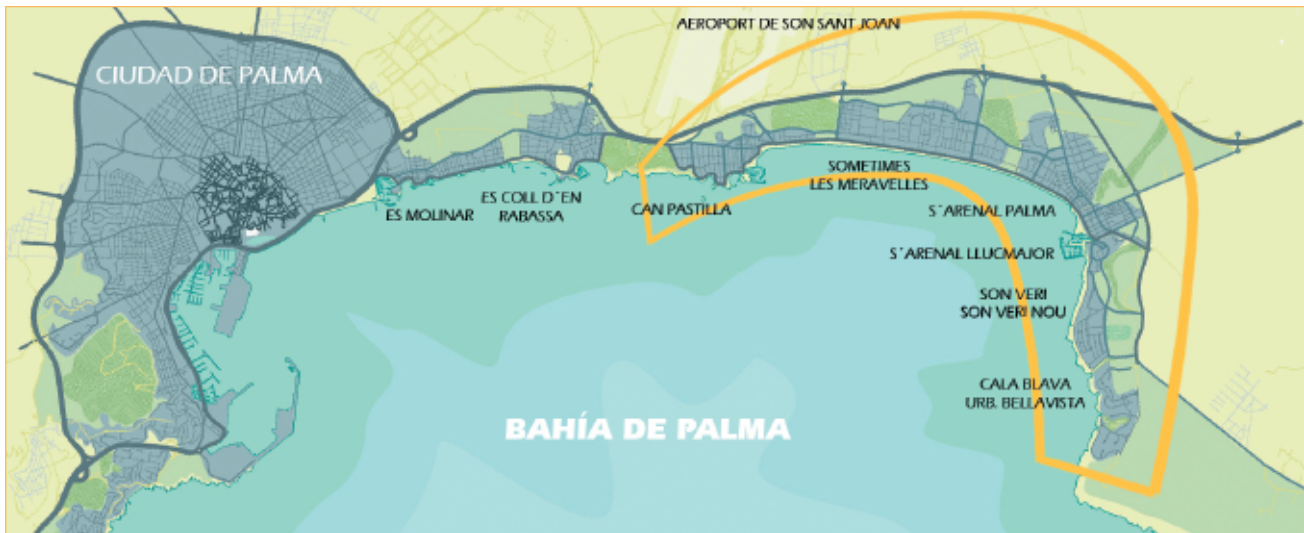 AEROPORT DE SON SANT JOAN
CIUDAD DE PALMA
SOMETIMES
LES MERAVELLES
ES COLL D´EN
RABASSA
ES MOLINAR
CAN PASTILLA
S´ARENAL PALMA
S´ARENAL LLUCMAJOR
SON VERI
SON VERI NOU
CALA BLAVA
URB. BELLAVISTA
BAHÍA DE PALMA